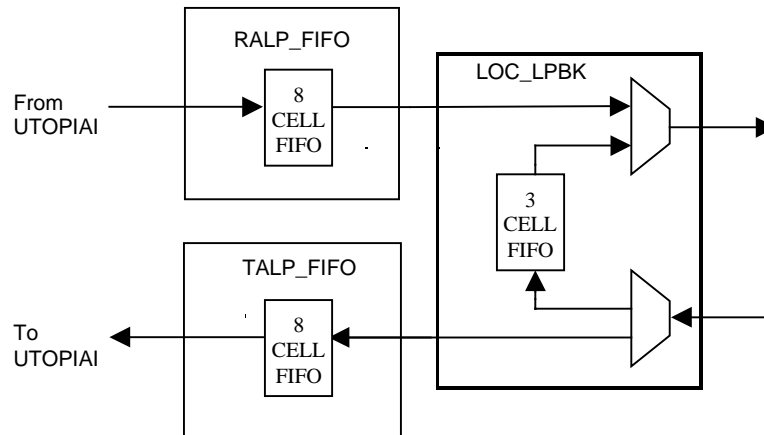 RALP_FIFO
LOC_LPBK
From
UTOPIAI
8
CELL
FIFO
3
CELL
FIFO
TALP_FIFO
To
UTOPIAI
8
CELL
FIFO